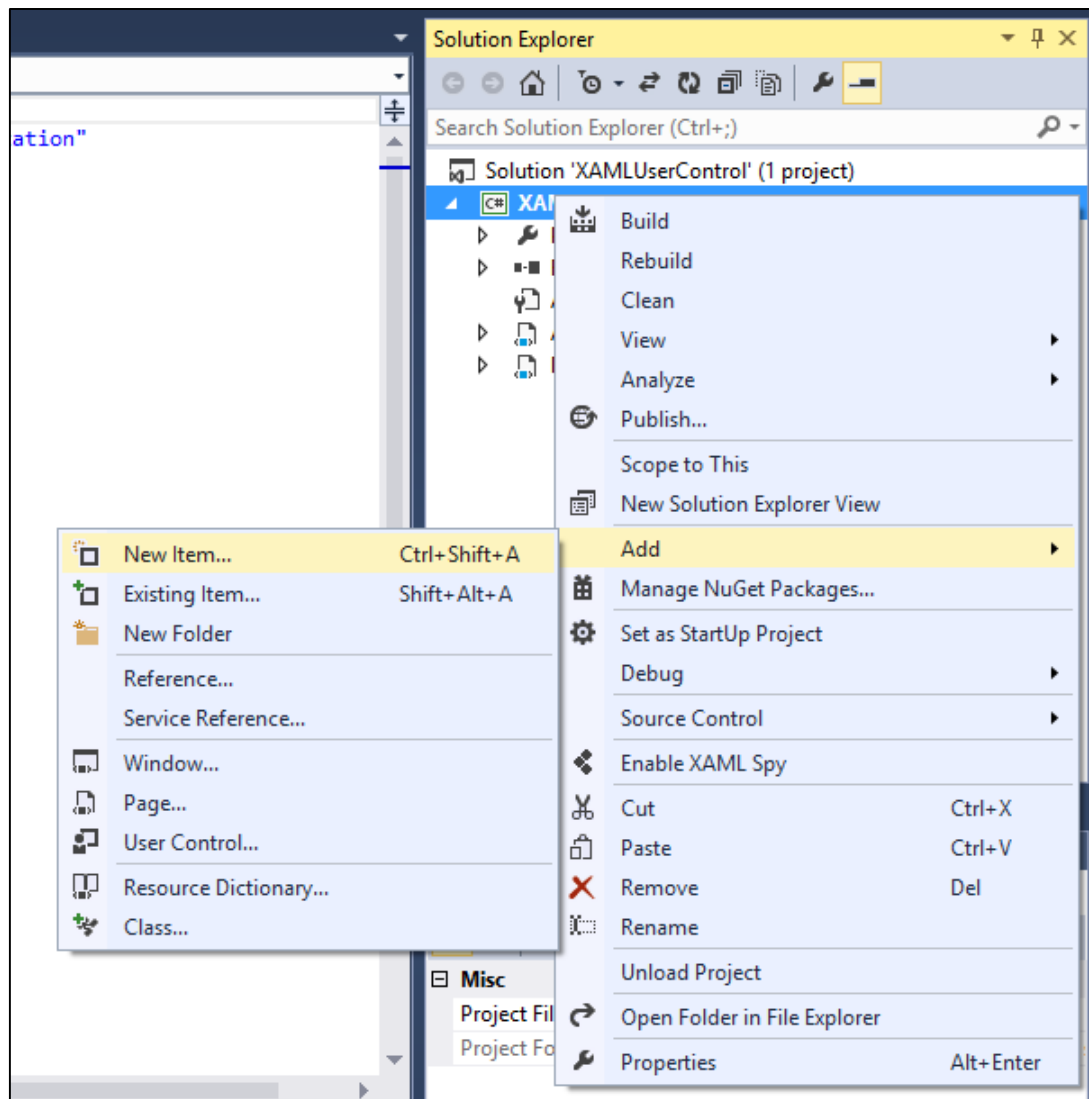 Solution Explorer
Search Solution Explorer (Ctrl+;)
ation"
Solution 'XAMLUserControl' (1 project)
C#
Build
Rebuild
Clean
View
Analyze
Publish...
Scope to This
New Solution Explorer View
Add
Manage NuGet Packages...
Set as StartUp Project
Debug
Source Control
Enable XAML Spy
Cut Ctrl+X
Paste Ctrl+V
Remove Del
Rename
Unload Project
Open Folder in File Explorer
Properties Alt+Enter
New Item... Ctrl+Shift+A
Existing Item... Shift+Alt+A
New Folder
Reference...
Service Reference...
Window...
Page...
User Control...
Resource Dictionary...
Class...
Misc
Project Fil
Project Fo